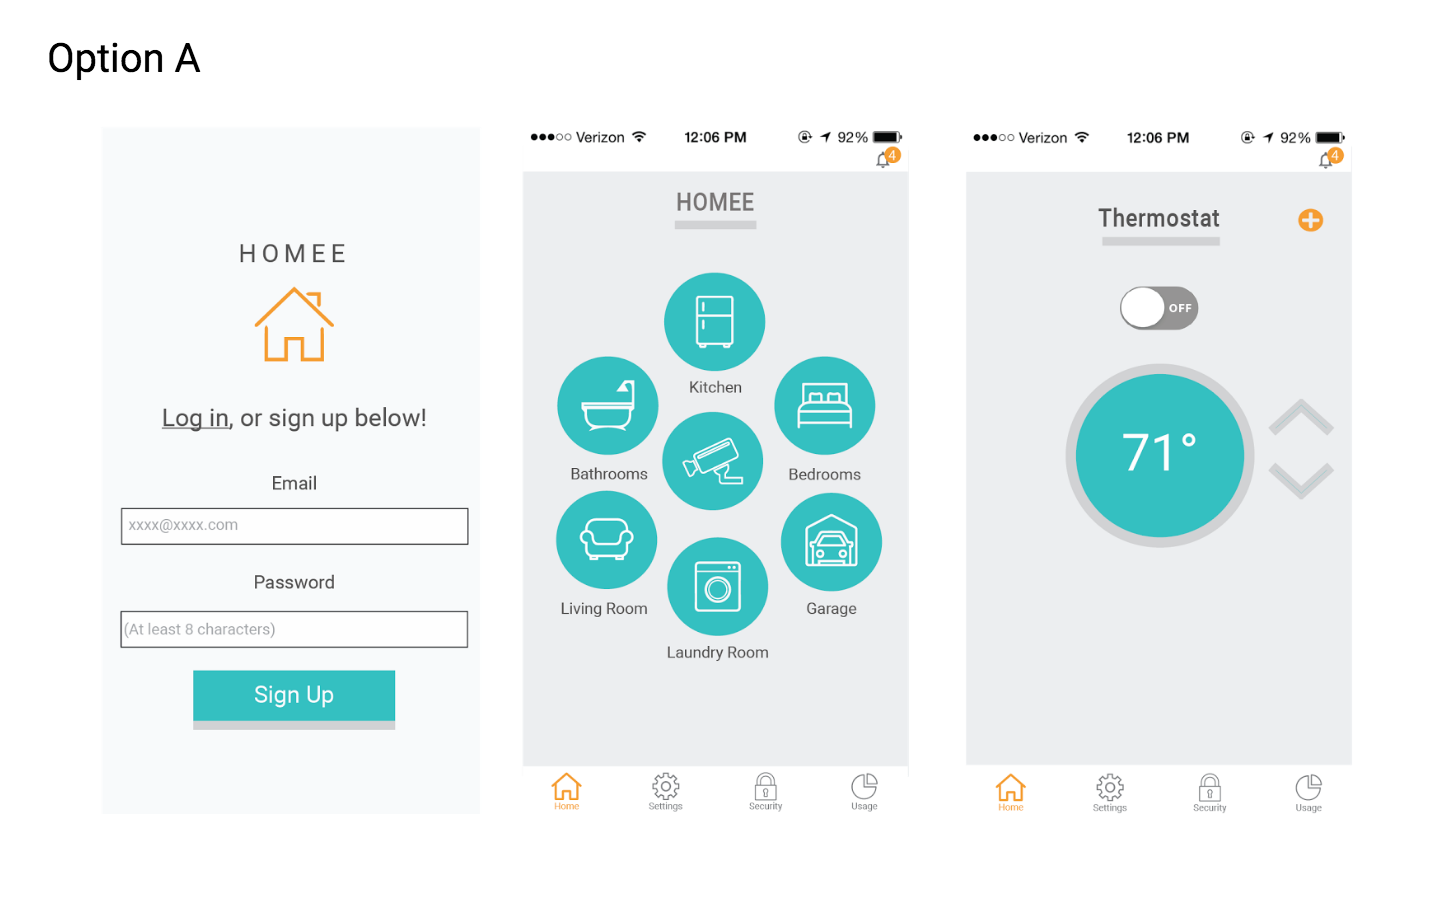 Option A
HOMEE
Log in, or sign up below!
Email
xxxx@xxxx.com
Password
(At least 8 characters)
Sign Up
Verizon 12:06 PM 92%
4
HOMEE
Kitchen
Bathrooms
Bedrooms
Living Room
Garage
Laundry Room
Home Settings Security Usage
Verizon 12:06 PM 92%
4
Thermostat
OFF
71°
Home Settings Security Usage